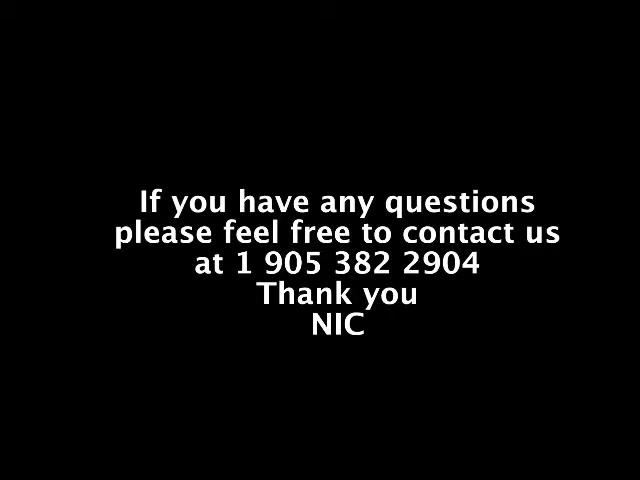 If you have any questions
please feel free to contact us
at 1 905 382 2904
Thank you
NIC